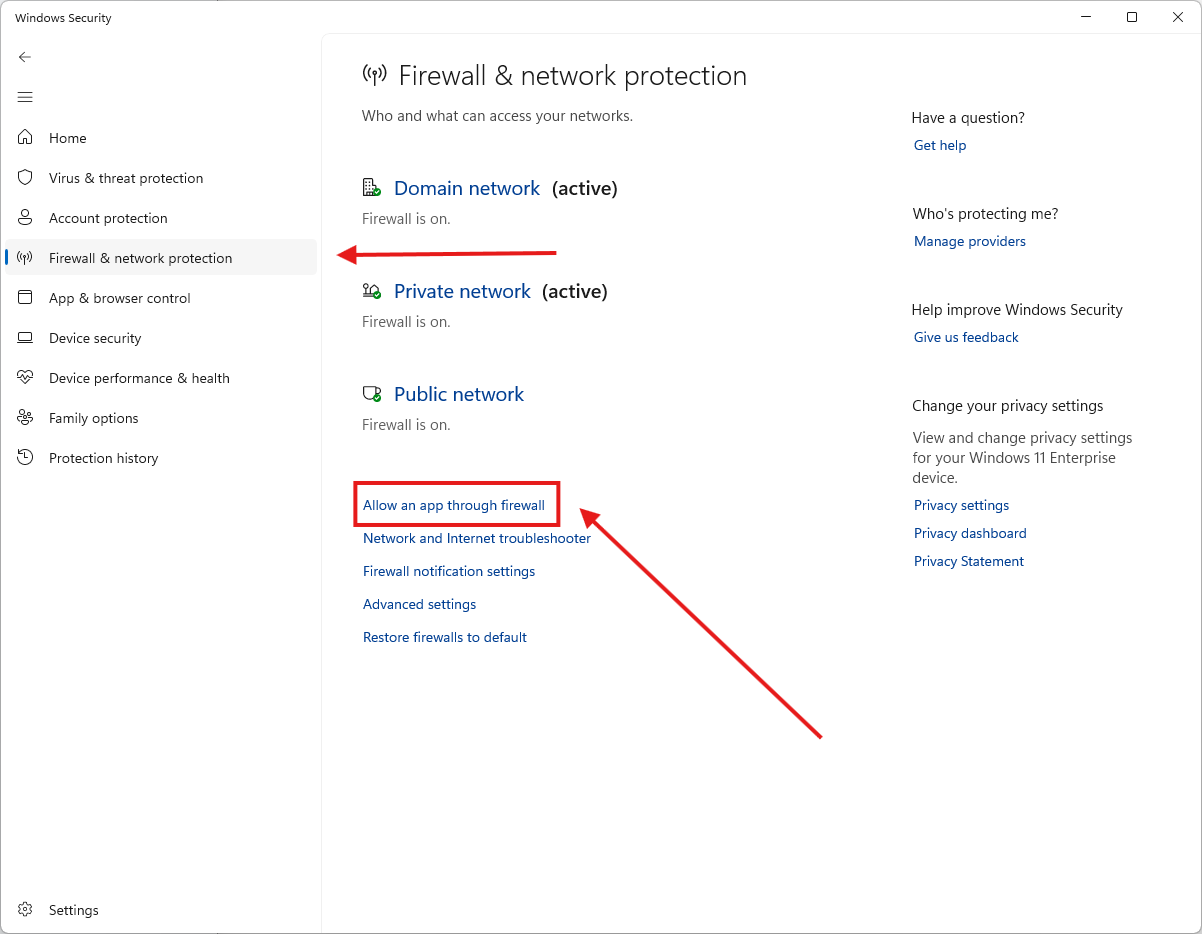 Windows Security
Home
Virus & threat protection
Account protection
Firewall & network protection
App & browser control
Device security
Device performance & health
Family options
Protection history
Settings
Firewall & network protection
Who and what can access your networks.
Domain network (active)
Firewall is on.
Private network (active)
Firewall is on.
Public network
Firewall is on.
Allow an app through firewall
Network and Internet troubleshooter
Firewall notification settings
Advanced settings
Restore firewalls to default
Have a question?
Get help
Who's protecting me?
Manage providers
Help improve Windows Security
Give us feedback
Change your privacy settings
View and change privacy settings
for your Windows 11 Enterprise
device.
Privacy settings
Privacy dashboard
Privacy Statement